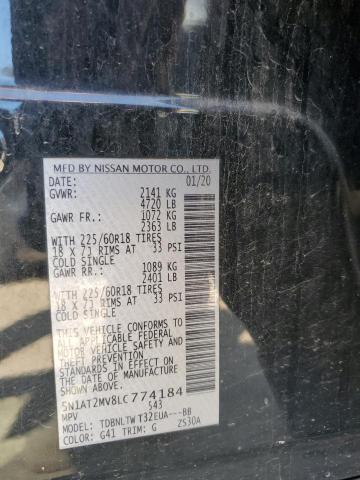 MFD BY NISSAN MOTOR CO., LTD.
DATE: 01/20
GVWR: 2141 KG
4720 LB
GAWR FR.: 1072 KG
2363 LB
WITH 225/60R18 TIRES
18 X 7J RIMS AT 33 PSI
COLD SINGLE
GAWR RR.: 1089 KG
2401 LB
WITH 225/60R18 TIRES
18 X 7J RIMS AT 33 PSI
COLD SINGLE
THIS VEHICLE CONFORMS TO
ALL APPLICABLE FEDERAL
MOTOR VEHICLE SAFETY AND
THEFT PREVENTION
STANDARDS IN EFFECT ON
THE DATE OF MANUFACTURE
SHOWN ABOVE.
5N1AT2MV8LC774184
543
MPV
TDBNLTW T32EUA---BB
COLOR: G41 TRIM: G ZS30A